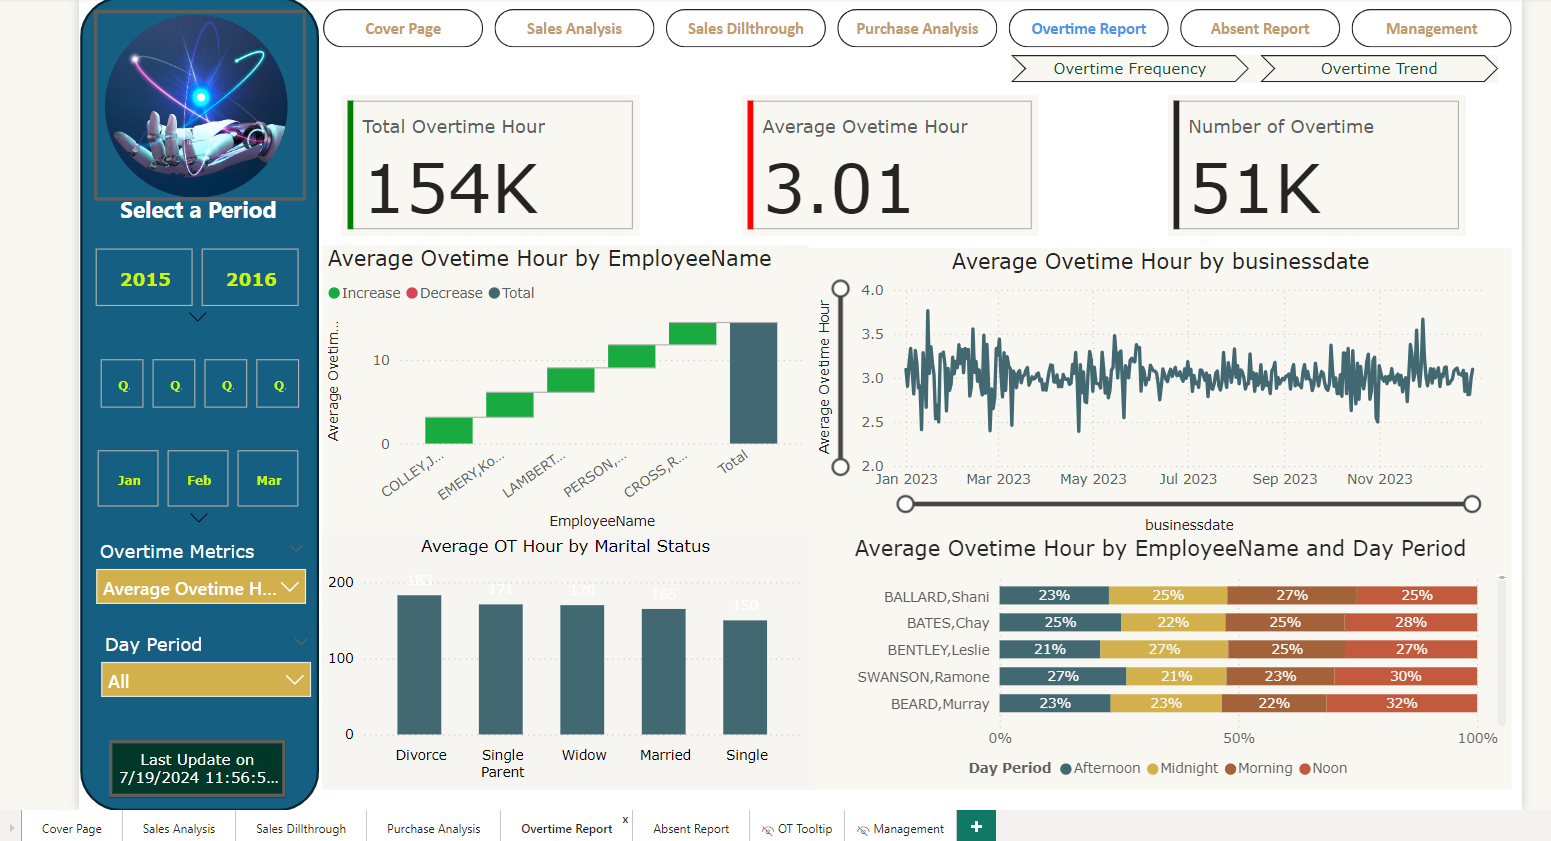 Cover Page
Sales Analysis
Sales Dillthrough
Purchase Analysis
Overtime Report
Absent Report
Management
Overtime Frequency
Overtime Trend
Select a Period
2015
2016
Q.
Q.
Q.
Q.
Jan
Feb
Mar
Overtime Metrics
Average Ovetime H...
Day Period
All
Last Update on
7/19/2024 11:56:5...
Total Overtime Hour
154K
Average Ovetime Hour
3.01
Number of Overtime
51K
Average Ovetime Hour by EmployeeName
Increase
Decrease
Total
Average Ovetim...
10
0
COLLEY,J...
EMERY,Ko...
LAMBERT...
PERSON,...
CROSS,R...
Total
EmployeeName
Average Ovetime Hour by businessdate
Average Ovetime Hour
4.0
3.5
3.0
2.5
2.0
Jan 2023
Mar 2023
May 2023
Jul 2023
Sep 2023
Nov 2023
businessdate
Average OT Hour by Marital Status
200
100
0
183
171
170
165
150
Divorce
Single
Parent
Widow
Married
Single
Average Ovetime Hour by EmployeeName and Day Period
BALLARD,Shani 23% 25% 27% 25%
BATES,Chay 25% 22% 25% 28%
BENTLEY,Leslie 21% 27% 25% 27%
SWANSON,Ramone 27% 21% 23% 30%
BEARD,Murray 23% 23% 22% 32%
0% 50% 100%
Day Period Afternoon Midnight Morning Noon
Cover Page
Sales Analysis
Sales Dillthrough
Purchase Analysis
Overtime Report
x
Absent Report
OT Tooltip
Management
+